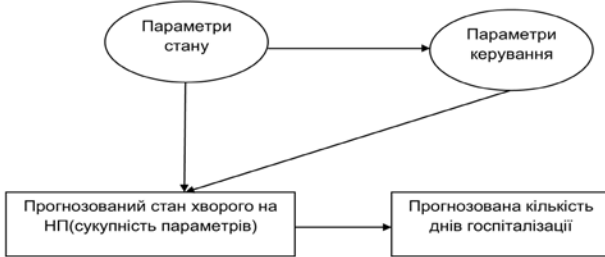 Параметри
стану
Параметри
керування
Прогнозований стан хворого на
НП(сукупність параметрів)
Прогнозована кількість
днів госпіталізації